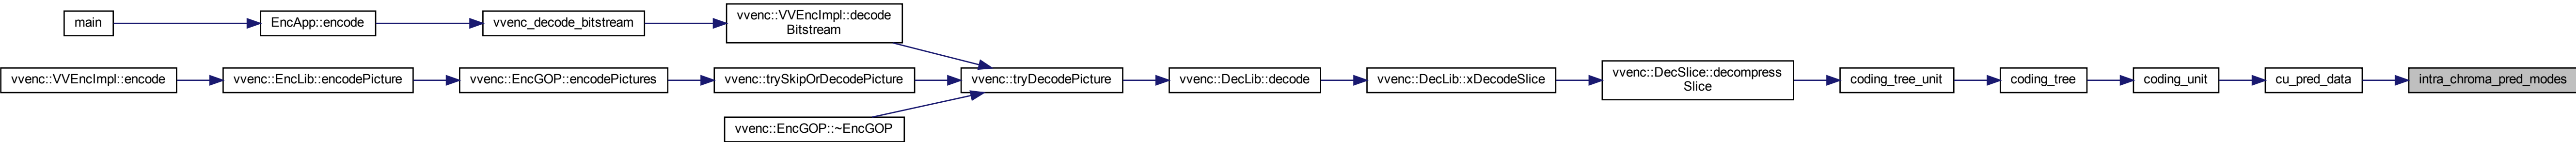 main
EncApp::encode
vvenc_decode_bitstream
vvenc::VVEncImpl::decode
Bitstream
vvenc::VVEncImpl::encode
vvenc::EncLib::encodePicture
vvenc::EncGOP::encodePictures
vvenc::trySkipOrDecodePicture
vvenc::tryDecodePicture
vvenc::DecLib::decode
vvenc::DecLib::xDecodeSlice
vvenc::DecSlice::decompress
Slice
coding_tree_unit
coding_tree
coding_unit
cu_pred_data
intra_chroma_pred_modes
vvenc::EncGOP::~EncGOP